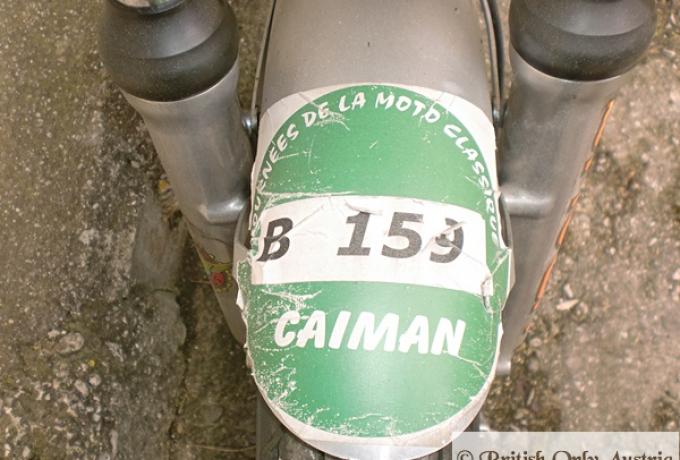 JOURNÉES DE LA MOTO CLASSIQUE
B 159
CAIMAN
© British Only Austria